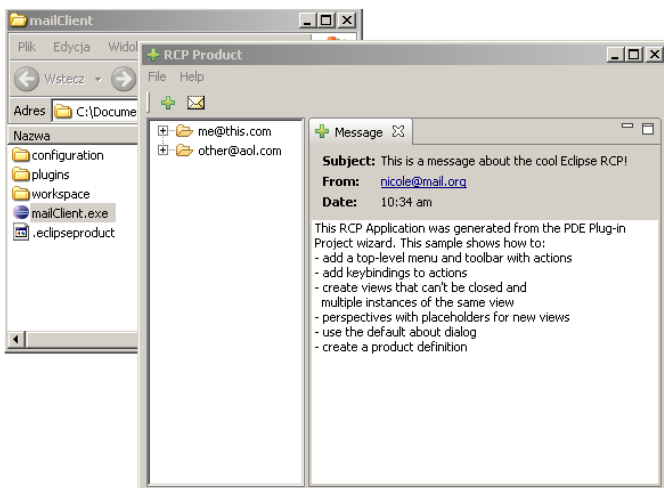 mailClient
Plik Edycja Widol
Wstecz
Adres C:\Docume
Nazwa
configuration
plugins
workspace
mailClient.exe
.eclipseproduct
RCP Product
File Help
me@this.com
other@aol.com
Message
Subject: This is a message about the cool Eclipse RCP!
From: nicole@mail.org
Date: 10:34 am
This RCP Application was generated from the PDE Plug-in
Project wizard. This sample shows how to:
- add a top-level menu and toolbar with actions
- add keybindings to actions
- create views that can't be closed and
multiple instances of the same view
- perspectives with placeholders for new views
- use the default about dialog
- create a product definition